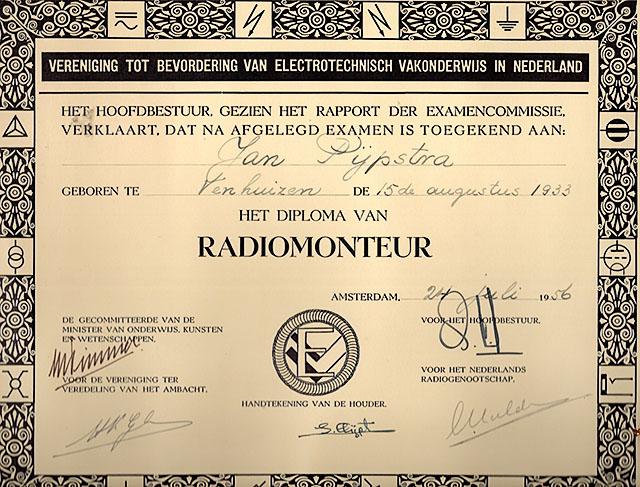 VERENIGING TOT BEVORDERING VAN ELECTROTECHNISCH VAKONDERWIJS IN NEDERLAND
HET HOOFDBESTUUR, GEZIEN HET RAPPORT DER EXAMENCOMMISSIE,
VERKLAART, DAT NA AFGELEGD EXAMEN IS TOEGEKEND AAN:
Jan Pijpstra
GEBOREN TE Venhuizen DE 15de augustus 1933
HET DIPLOMA VAN
RADIOMONTEUR
AMSTERDAM, 24 juli 1956
DE GECOMMITTEERDE VAN DE
MINISTER VAN ONDERWIJS, KUNSTEN
EN WETENSCHAPPEN,
VOOR DE VERENIGING TER
VEREDELING VAN HET AMBACHT.
HANDTEKENING VAN DE HOUDER.
VOOR HET HOOFDBESTUUR.
VOOR HET NEDERLANDS
RADIOGENOOTSCHAP.